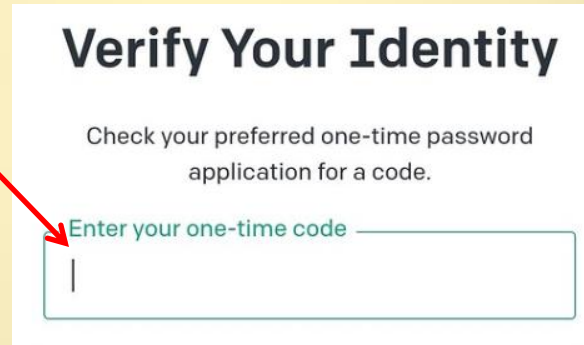 Verify Your Identity
Check your preferred one-time password
application for a code.
Enter your one-time code